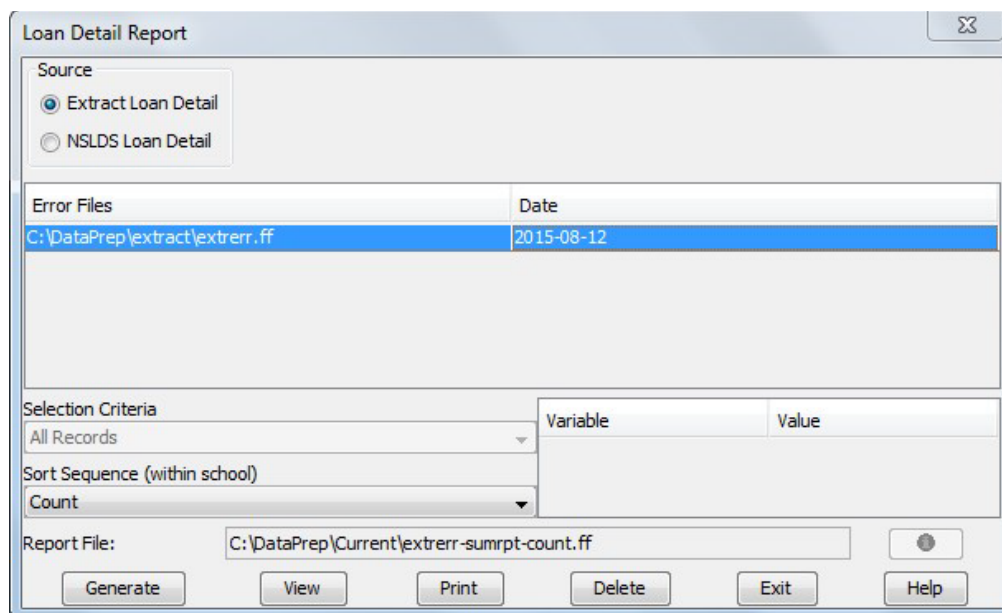 Loan Detail Report
Source
Extract Loan Detail
NSLDS Loan Detail
Error Files Date
C:\DataPrep\extract\extrerr.ff 2015-08-12
Selection Criteria
All Records
Variable Value
Sort Sequence (within school)
Count
Report File: C:\DataPrep\Current\extrerr-sumrpt-count.ff
Generate View Print Delete Exit Help